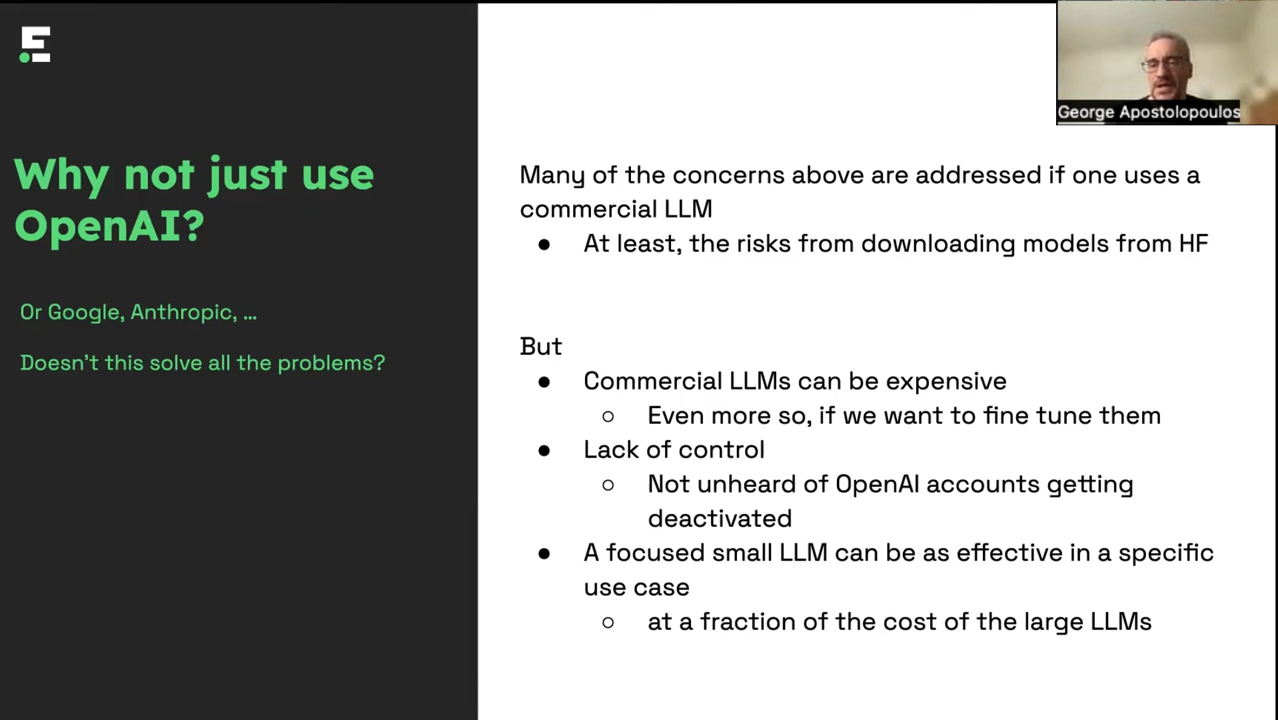 Why not just use
OpenAI?
Or Google, Anthropic, ...
Doesn't this solve all the problems?
George Apostolopoulos
Many of the concerns above are addressed if one uses a
commercial LLM
● At least, the risks from downloading models from HF
But
● Commercial LLMs can be expensive
○ Even more so, if we want to fine tune them
● Lack of control
○ Not unheard of OpenAI accounts getting
deactivated
● A focused small LLM can be as effective in a specific
use case
○ at a fraction of the cost of the large LLMs